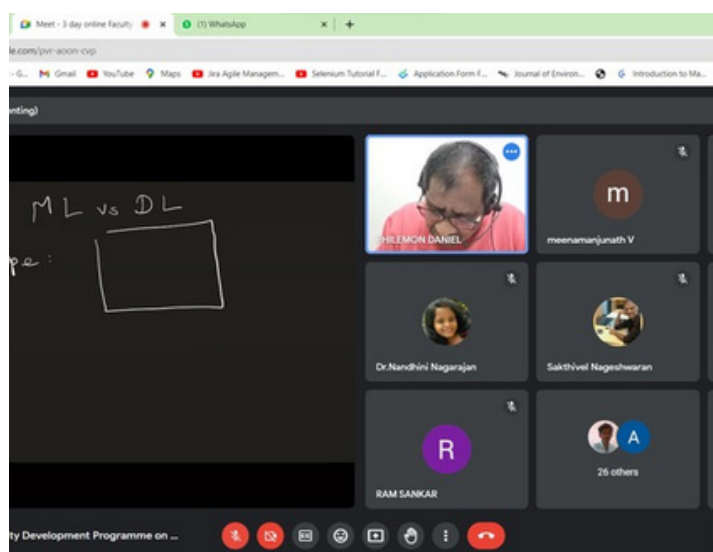 Meet - 3 day online Faculty
(1) WhatsApp
le.com/pvr-aoon-cvp
- G... Gmail YouTube Maps Jira Agile Managem... Selenium Tutorial F... Application Form F... Journal of Environ... Introduction to Ma...
nting)
ML vs DL
pe:
PHILEMON DANIEL
m
meenamanjunath V
Dr.Nandhini Nagarajan
Sakthivel Nageshwaran
R
RAM SANKAR
A
26 others
ty Development Programme on ...